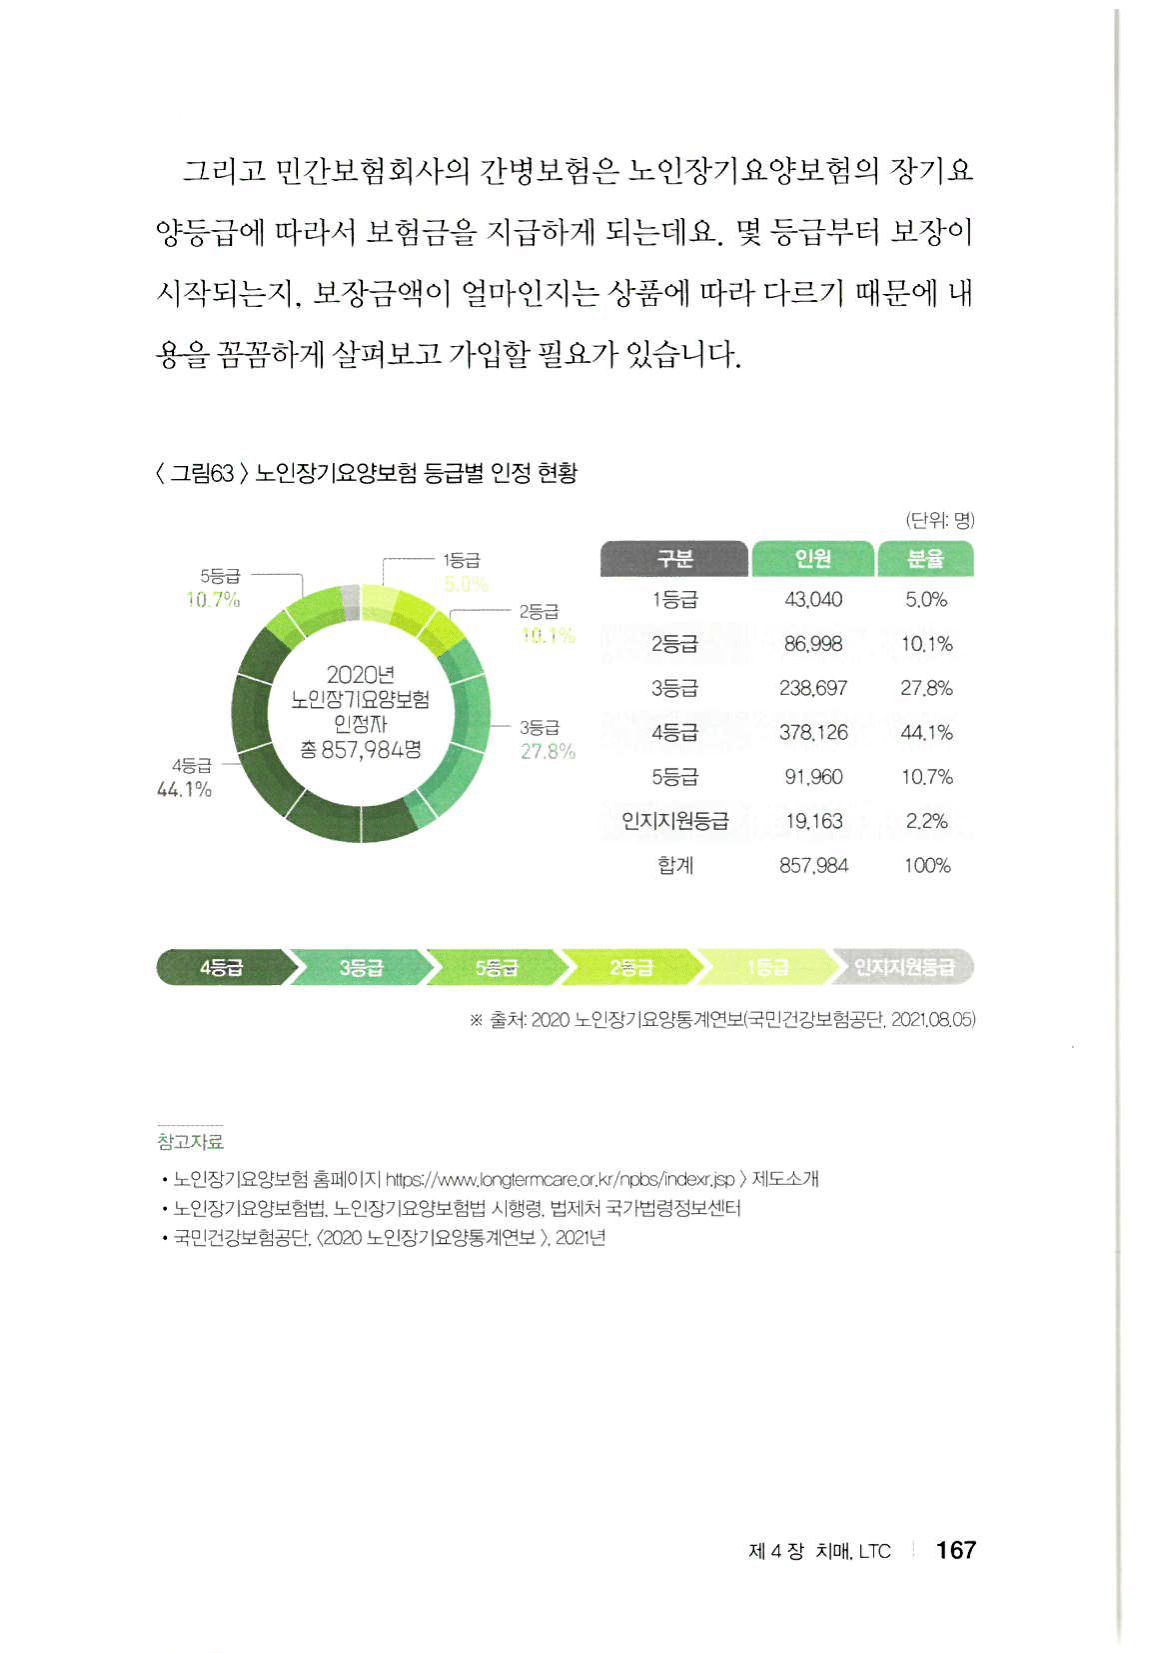 그리고 민간보험회사의 간병보험은 노인장기요양보험의 장기요
양등급에 따라서 보험금을 지급하게 되는데요. 몇 등급부터 보장이
시작되는지, 보장금액이 얼마인지는 상품에 따라 다르기 때문에 내
용을 꼼꼼하게 살펴보고 가입할 필요가 있습니다.
〈 그림63 〉 노인장기요양보험 등급별 인정 현황
(단위: 명)
1등급
5.0%
2등급
10.1%
3등급
27.8%
4등급
44.1%
5등급
10.7%
2020년
노인장기요양보험
인정자
총 857,984명
구분 인원 분율
1등급 43,040 5.0%
2등급 86,998 10.1%
3등급 238,697 27.8%
4등급 378,126 44.1%
5등급 91,960 10.7%
인지지원등급 19,163 2.2%
합계 857,984 100%
4등급 3등급 5등급 2등급 1등급 인지지원등급
※ 출처: 2020 노인장기요양통계연보(국민건강보험공단, 2021.08.05)
참고자료
• 노인장기요양보험 홈페이지 https://www.longtermcare.or.kr/npbs/indexr.jsp 〉 제도소개
• 노인장기요양보험법, 노인장기요양보험법 시행령, 법제처 국가법령정보센터
• 국민건강보험공단, 〈2020 노인장기요양통계연보 〉, 2021년
제 4 장 치매, LTC 167